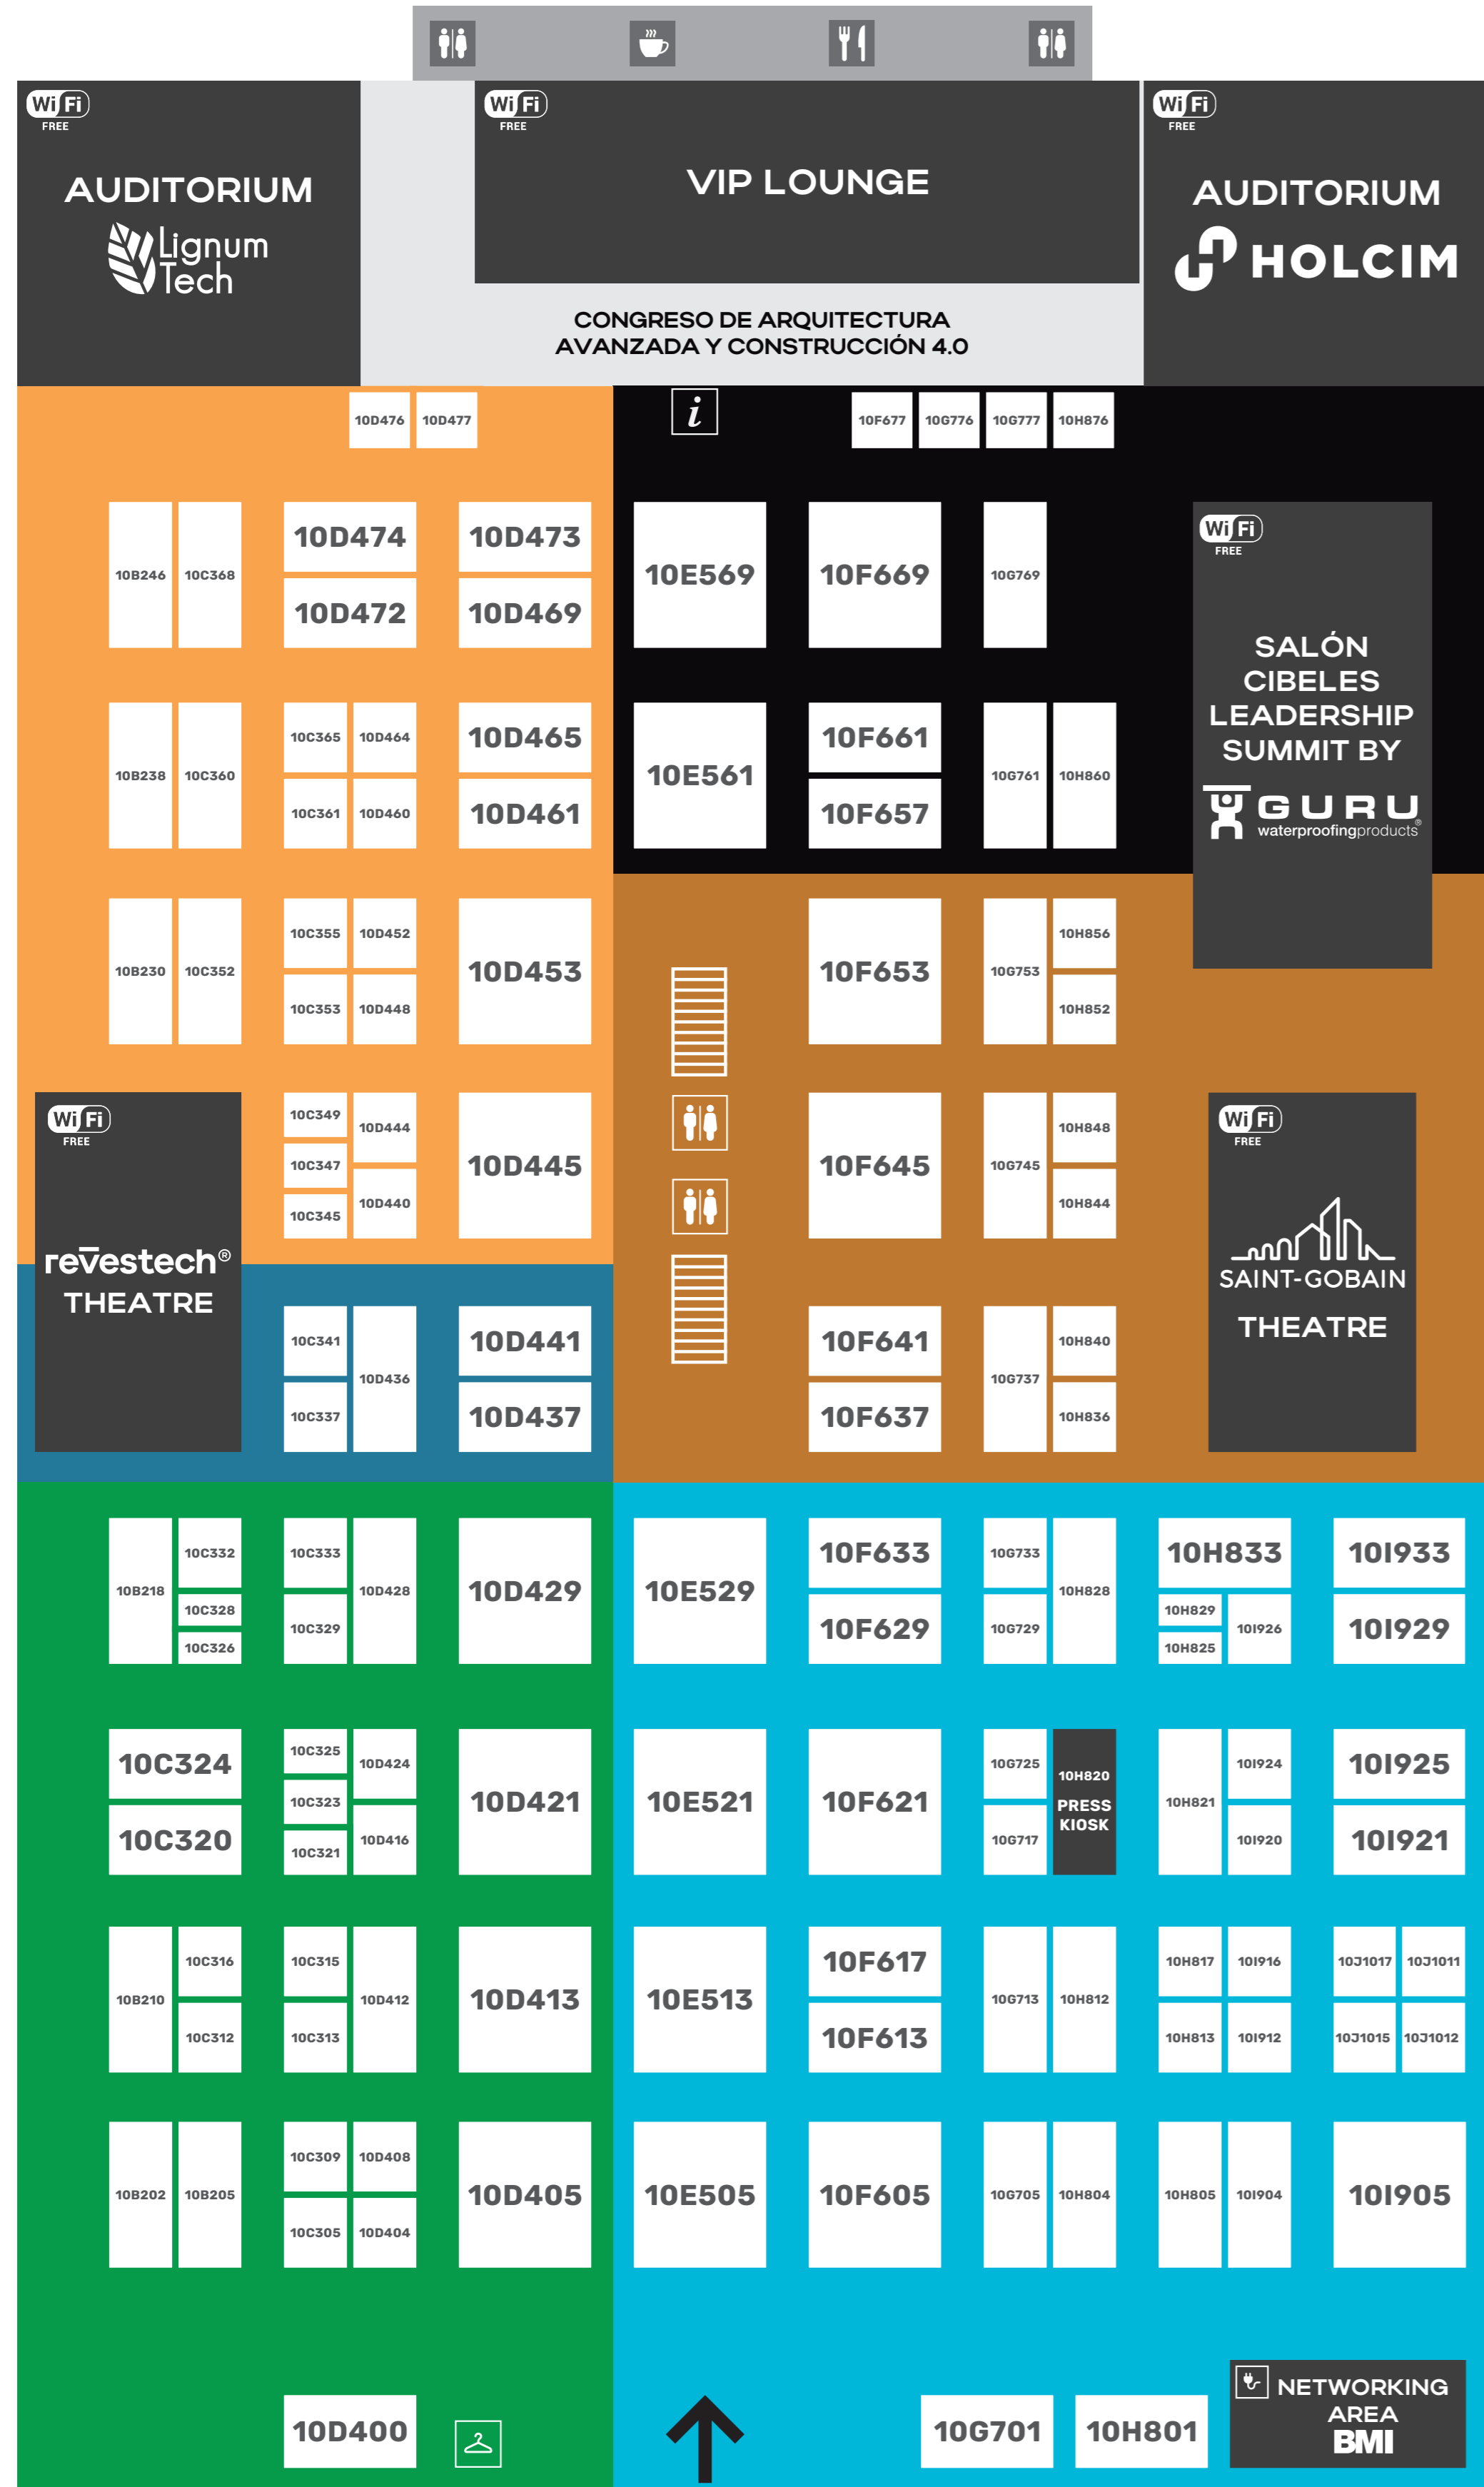 Wi Fi
FREE
AUDITORIUM
Lignum
Tech
Wi Fi
FREE
VIP LOUNGE
Wi Fi
FREE
AUDITORIUM
HOLCIM
CONGRESO DE ARQUITECTURA
AVANZADA Y CONSTRUCCIÓN 4.0
10D476 10D477
i
10F677 10G776 10G777 10H876
10B246 10C368
10D474 10D473
10D472 10D469
10E569 10F669 10G769
Wi Fi
FREE
SALÓN
CIBELES
LEADERSHIP
SUMMIT BY
GURU®
waterproofingproducts
10B238 10C360
10C365 10D464 10D465
10C361 10D460 10D461
10E561
10F661
10F657
10G761 10H860
10B230 10C352
10C355 10D452
10C353 10D448
10D453
10F653 10G753
10H856
10H852
Wi Fi
FREE
revestech®
THEATRE
10C349
10C347
10C345
10D444
10D440
10D445
10F645 10G745
10H848
10H844
Wi Fi
FREE
SAINT-GOBAIN
THEATRE
10C341
10C337
10D436
10D441
10D437
10F641
10F637
10G737
10H840
10H836
10B218
10C332
10C328
10C326
10C333
10C329
10D428
10D429
10E529
10F633
10F629
10G733
10G729
10H828
10H833
10H829
10H825
10I926
10I933
10I929
10C324
10C320
10C325
10C323
10C321
10D424
10D416
10D421
10E521
10F621
10G725
10G717
10H820
PRESS
KIOSK
10H821
10I924
10I920
10I925
10I921
10B210
10C316
10C312
10C315
10C313
10D412
10D413
10E513
10F617
10F613
10G713 10H812
10H817 10I916
10H813 10I912
10J1017 10J1011
10J1015 10J1012
10B202 10B205
10C309 10D408
10C305 10D404
10D405
10E505
10F605
10G705 10H804
10H805 10I904
10I905
10D400
10G701
10H801
NETWORKING
AREA
BMI